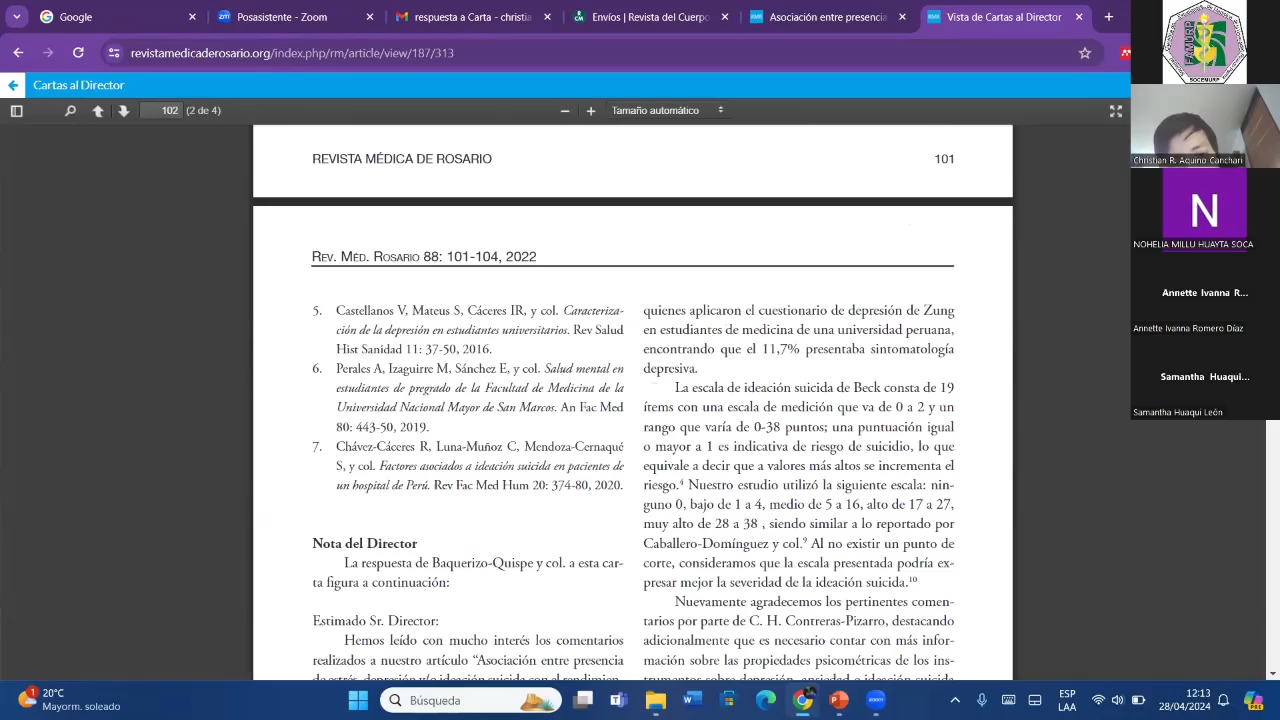 Google
Posasistente - Zoom
respuesta a Carta - christia
Envíos | Revista del Cuerpo
Asociación entre presencia
Vista de Cartas al Director
revistamedicaderosario.org/index.php/rm/article/view/187/313
Cartas al Director
102 (2 de 4)
Tamaño automático
REVISTA MÉDICA DE ROSARIO 101
REV. MÉD. ROSARIO 88: 101-104, 2022
5. Castellanos V, Mateus S, Cáceres IR, y col. Caracteriza-
ción de la depresión en estudiantes universitarios. Rev Salud
Hist Sanidad 11: 37-50, 2016.
6. Perales A, Izaguirre M, Sánchez E, y col. Salud mental en
estudiantes de pregrado de la Facultad de Medicina de la
Universidad Nacional Mayor de San Marcos. An Fac Med
80: 443-50, 2019.
7. Chávez-Cáceres R, Luna-Muñoz C, Mendoza-Cernaqué
S, y col. Factores asociados a ideación suicida en pacientes de
un hospital de Perú. Rev Fac Med Hum 20: 374-80, 2020.
Nota del Director
La respuesta de Baquerizo-Quispe y col. a esta car-
ta figura a continuación:
Estimado Sr. Director:
Hemos leído con mucho interés los comentarios
realizados a nuestro artículo “Asociación entre presencia
de estrés, depresión y/o ideación suicida con el rendimien-
quienes aplicaron el cuestionario de depresión de Zung
en estudiantes de medicina de una universidad peruana,
encontrando que el 11,7% presentaba sintomatología
depresiva.
La escala de ideación suicida de Beck consta de 19
ítems con una escala de medición que va de 0 a 2 y un
rango que varía de 0-38 puntos; una puntuación igual
o mayor a 1 es indicativa de riesgo de suicidio, lo que
equivale a decir que a valores más altos se incrementa el
riesgo.⁴ Nuestro estudio utilizó la siguiente escala: nin-
guno 0, bajo de 1 a 4, medio de 5 a 16, alto de 17 a 27,
muy alto de 28 a 38 , siendo similar a lo reportado por
Caballero-Domínguez y col.⁹ Al no existir un punto de
corte, consideramos que la escala presentada podría ex-
presar mejor la severidad de la ideación suicida.¹⁰
Nuevamente agradecemos los pertinentes comen-
tarios por parte de C. H. Contreras-Pizarro, destacando
adicionalmente que es necesario contar con más infor-
mación sobre las propiedades psicométricas de los ins-
trumentos sobre depresión, ansiedad e ideación suicida
FAMURP
SOCEMURP
Christian R. Aquino Canchari
N
NOHELIA MILLU HUAYTA SOCA
Annette Ivanna R...
Annette Ivanna Romero Díaz
Samantha Huaqui...
Samantha Huaqui León
1
20°C
Mayorm. soleado
Búsqueda
ESP
LAA
12:13
28/04/2024